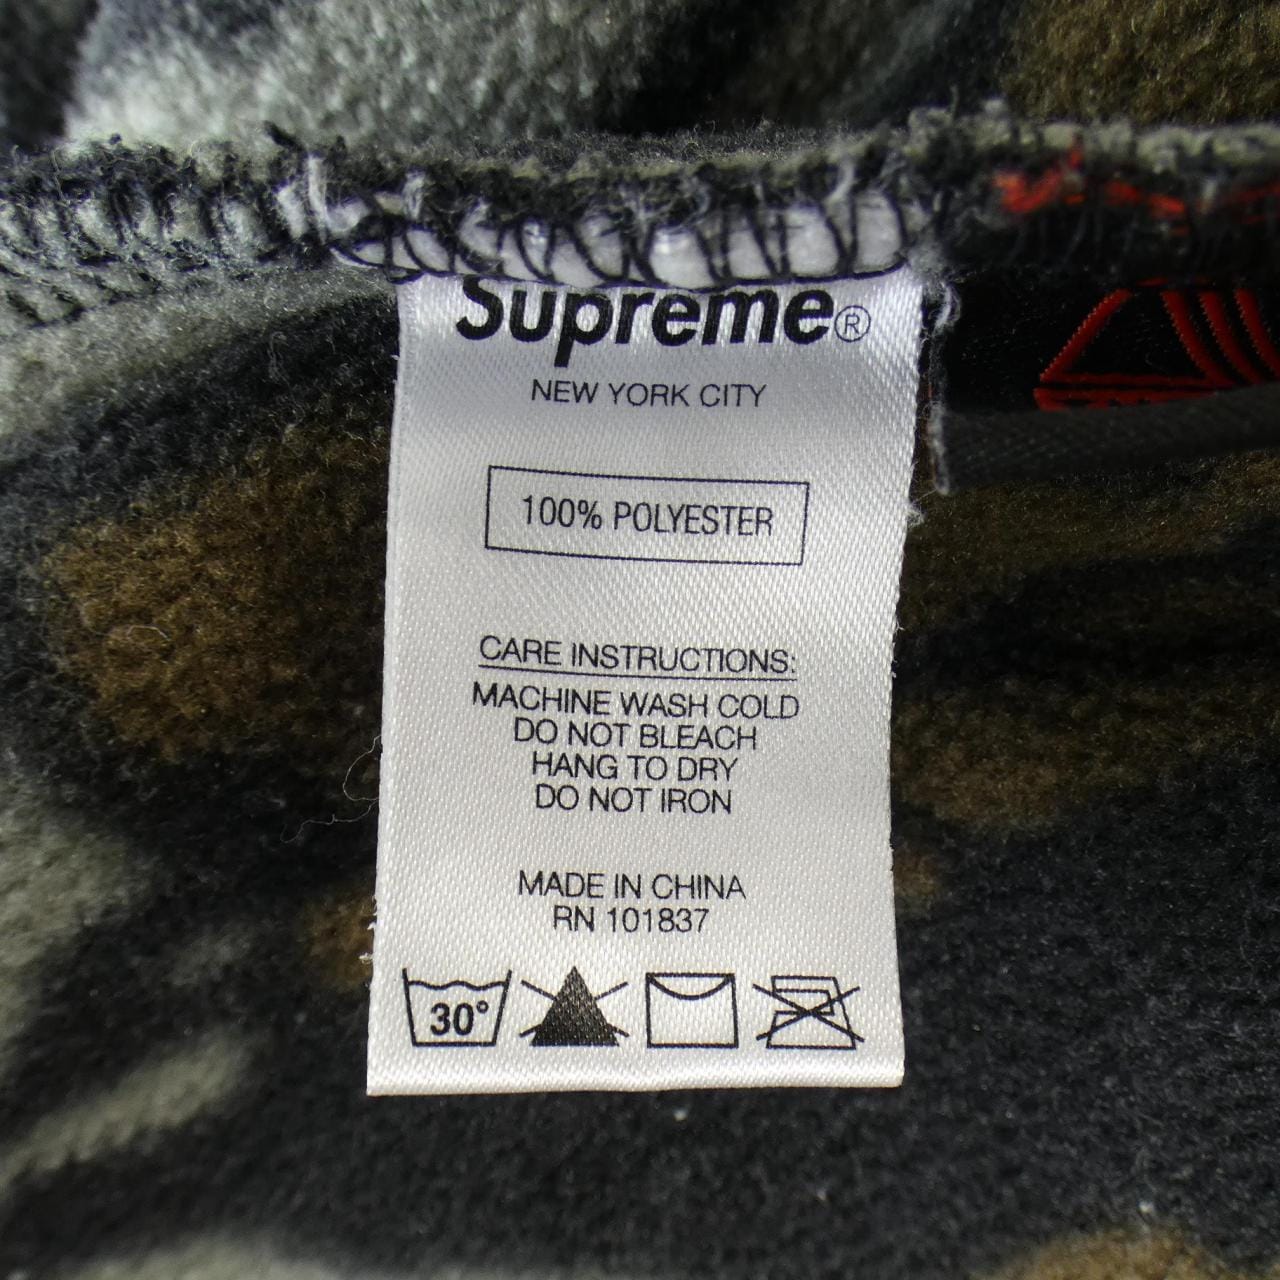 Supreme®
NEW YORK CITY
100% POLYESTER
CARE INSTRUCTIONS:
MACHINE WASH COLD
DO NOT BLEACH
HANG TO DRY
DO NOT IRON
MADE IN CHINA
RN 101837
30°